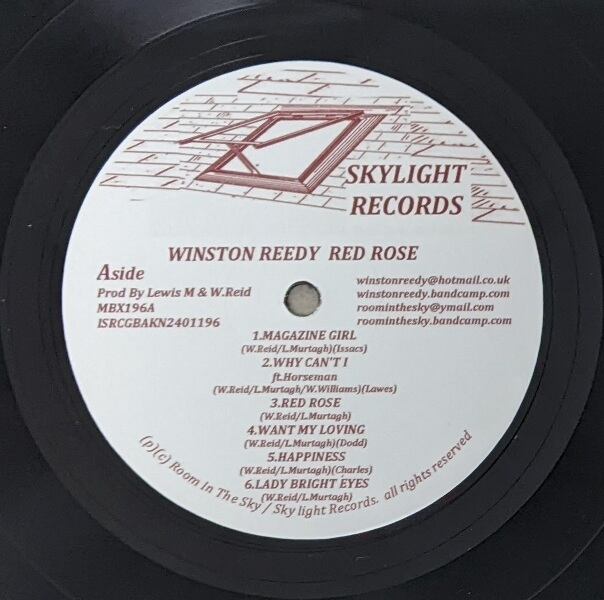 SKYLIGHT
RECORDS
WINSTON REEDY RED ROSE
Aside
Prod By Lewis M & W.Reid
MBX196A
ISRCGBAKN2401196
winstonreedy@hotmail.co.uk
winstonreedy.bandcamp.com
roominthesky@ymail.com
roominthesky.bandcamp.com
1.MAGAZINE GIRL
(W.Reid/L.Murtagh)(Issacs)
2.WHY CAN'T I
ft.Horseman
(W.Reid/L.Murtagh/W.Williams)(Lawes)
3.RED ROSE
(W.Reid/L.Murtagh)
4.WANT MY LOVING
(W.Reid/L.Murtagh)(Dodd)
5.HAPPINESS
(W.Reid/L.Murtagh)(Charles)
6.LADY BRIGHT EYES
(W.Reid/L.Murtagh)
(p)(c) Room In The Sky / Sky light Records. all rights reserved